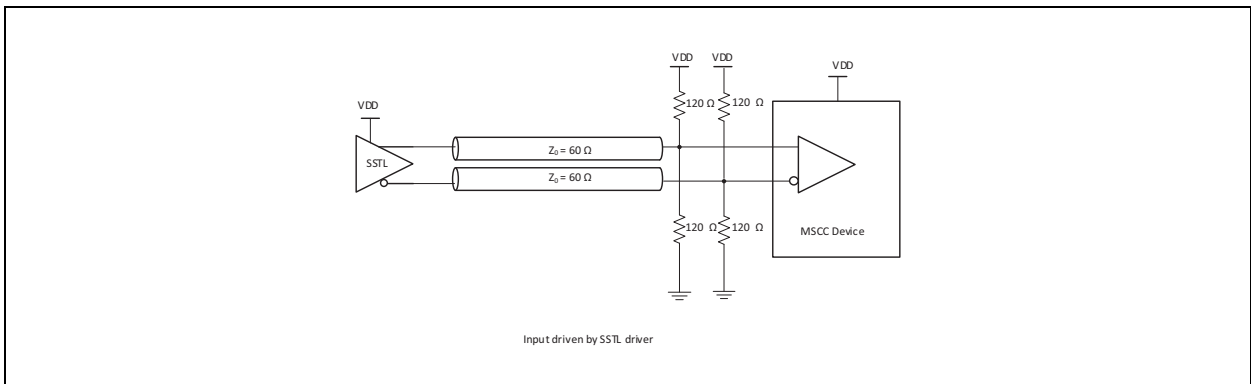 VDD VDD
VDD
120 Ω 120 Ω
VDD
SSTL
Z₀ = 60 Ω
Z₀ = 60 Ω
120 Ω 120 Ω
MSCC Device
Input driven by SSTL driver